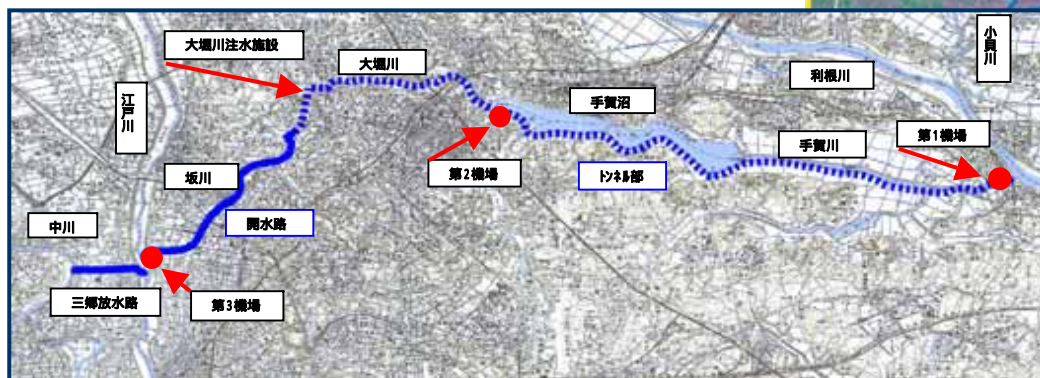 大堀川注水施設
大堀川
小貝川
利根川
江戸川
手賀沼
手賀川
第1機場
坂川
第2機場
トンネル部
開水路
中川
三郷放水路
第3機場